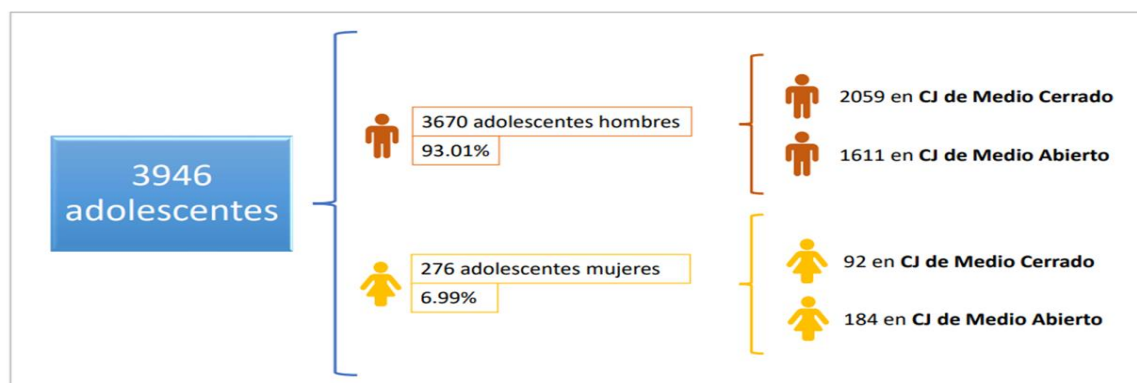 3946
adolescentes
3670 adolescentes hombres
93.01%
2059 en CJ de Medio Cerrado
1611 en CJ de Medio Abierto
276 adolescentes mujeres
6.99%
92 en CJ de Medio Cerrado
184 en CJ de Medio Abierto